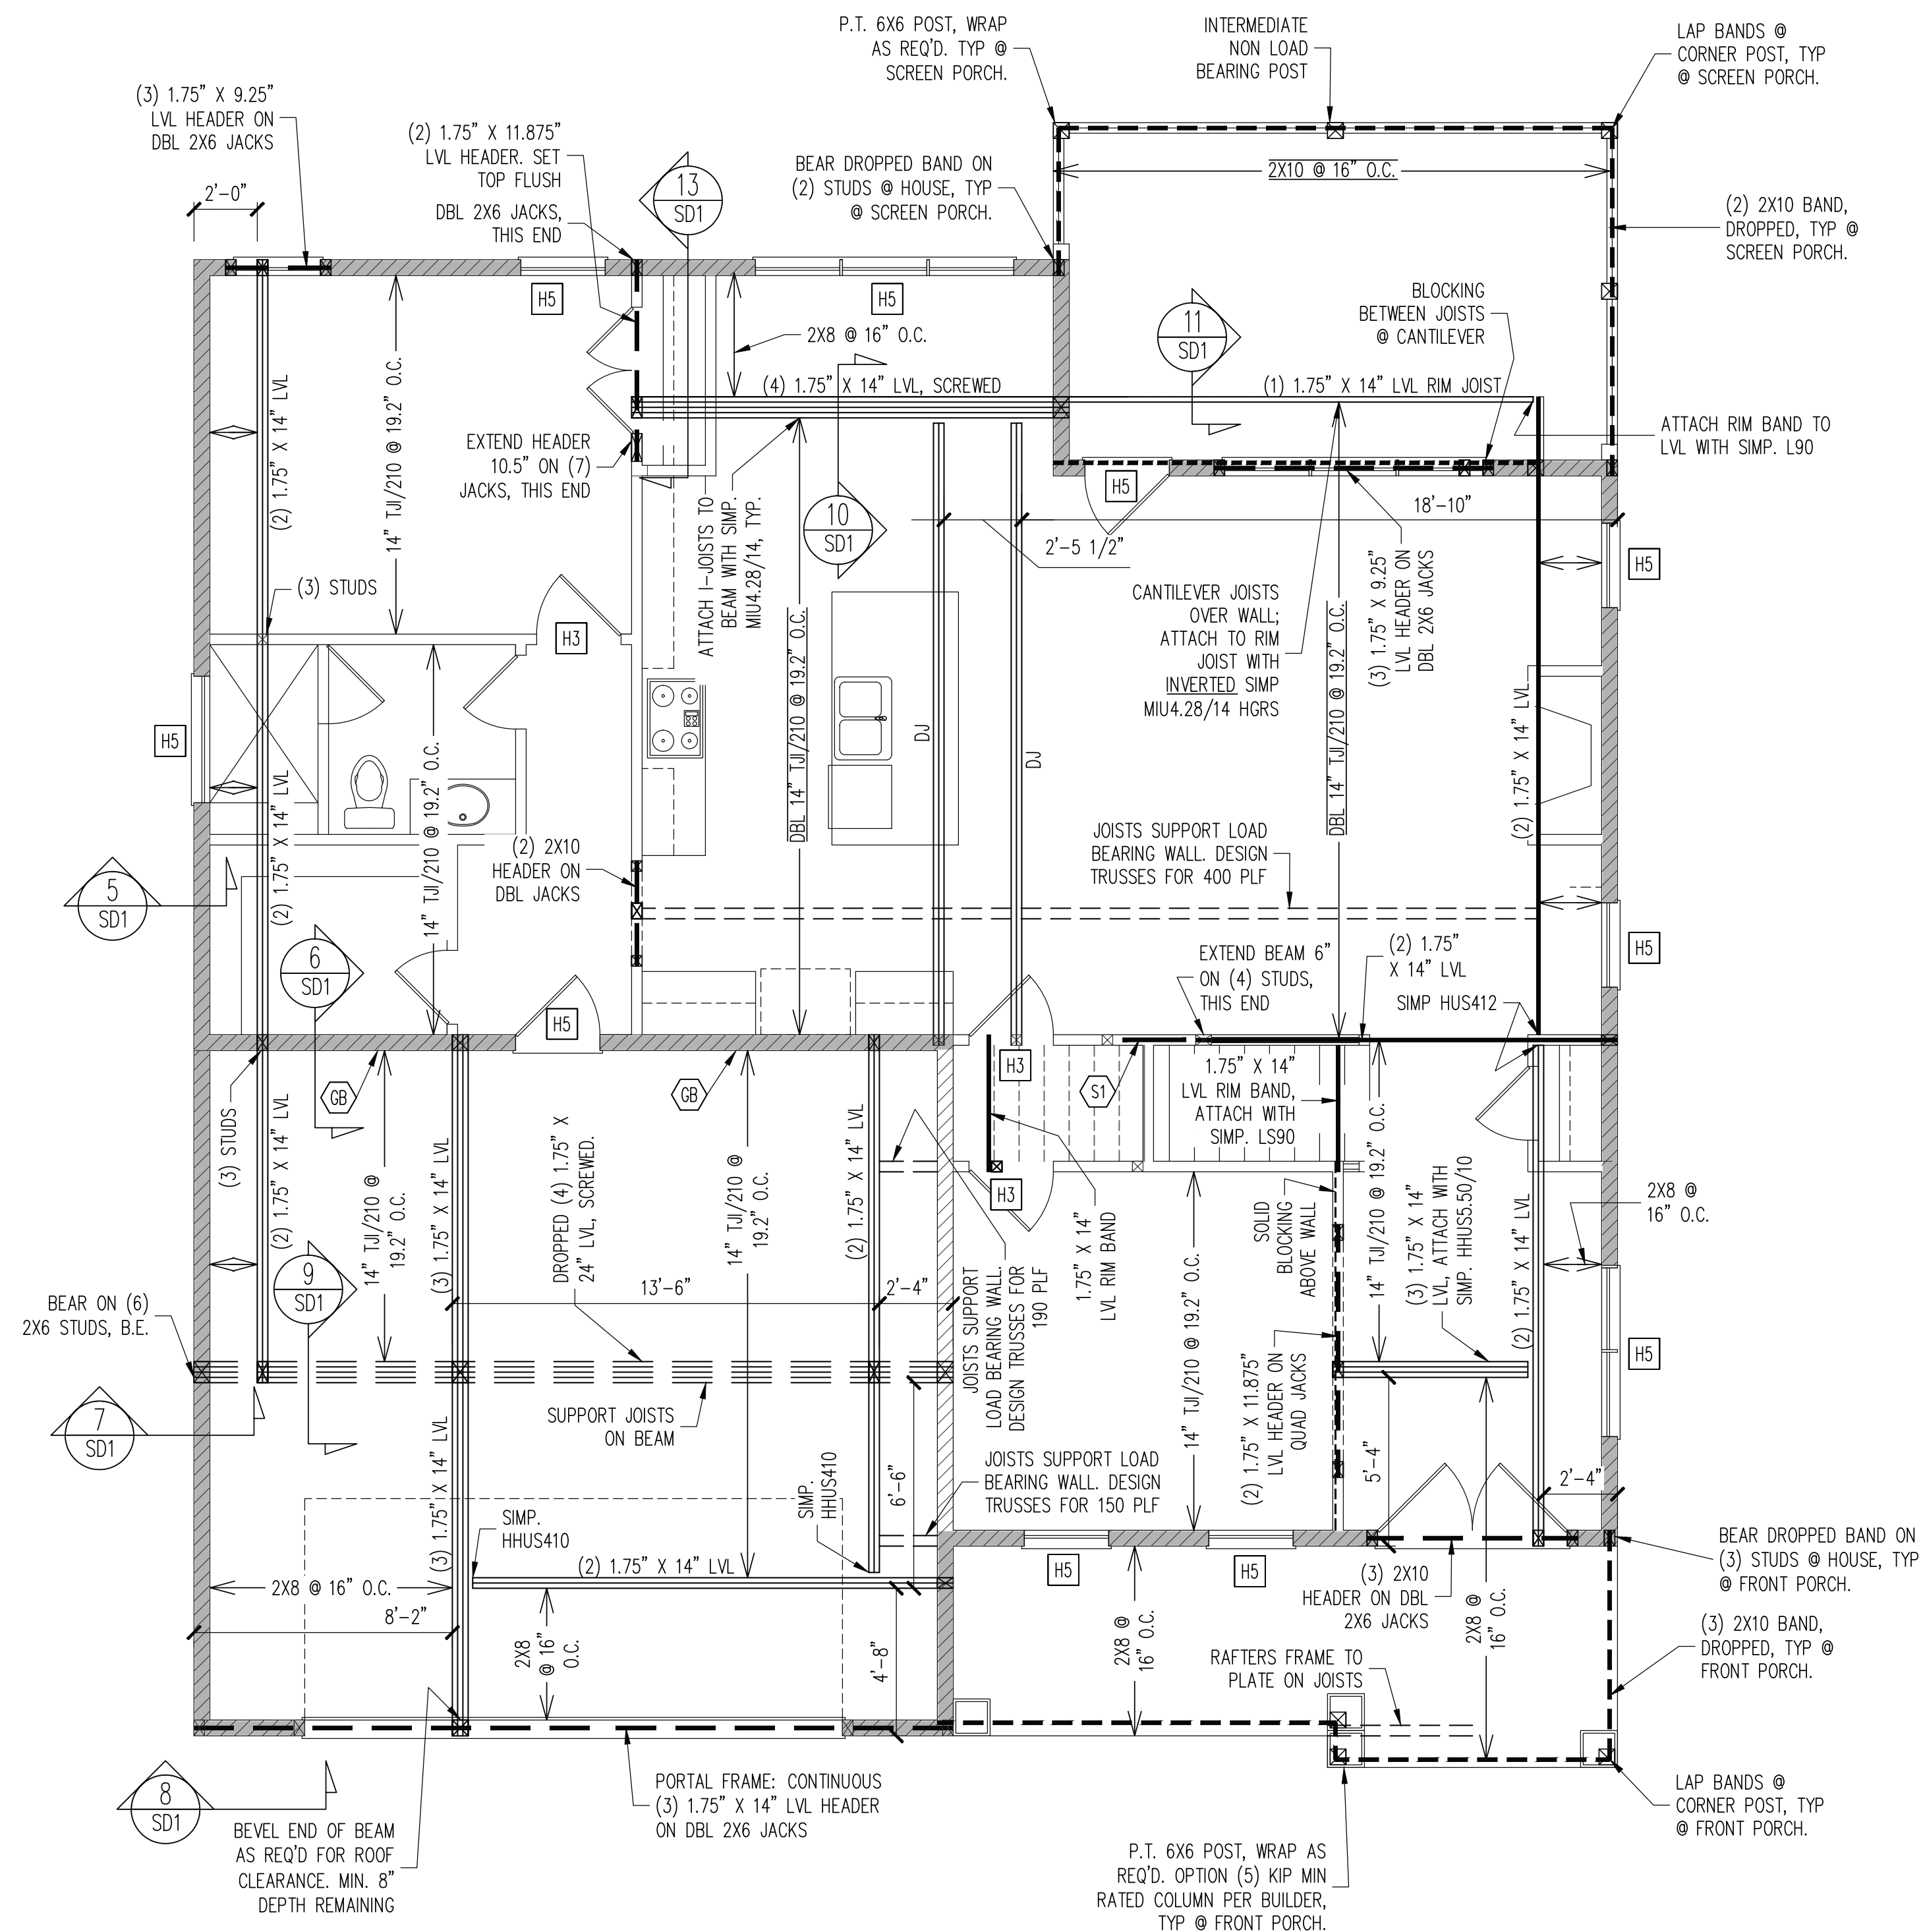 P.T. 6X6 POST, WRAP
AS REQ'D. TYP @
SCREEN PORCH.
INTERMEDIATE
NON LOAD
BEARING POST
LAP BANDS @
CORNER POST, TYP
@ SCREEN PORCH.
(3) 1.75" X 9.25"
LVL HEADER ON
DBL 2X6 JACKS
2'-0"
(2) 1.75" X 11.875"
LVL HEADER. SET
TOP FLUSH
DBL 2X6 JACKS,
THIS END
13
SD1
BEAR DROPPED BAND ON
(2) STUDS @ HOUSE, TYP
@ SCREEN PORCH.
2X10 @ 16" O.C.
(2) 2X10 BAND,
DROPPED, TYP @
SCREEN PORCH.
H5
H5
2X8 @ 16" O.C.
11
SD1
BLOCKING
BETWEEN JOISTS
@ CANTILEVER
(2) 1.75" X 14" LVL
14" TJI/210 @ 19.2" O.C.
(4) 1.75" X 14" LVL, SCREWED
(1) 1.75" X 14" LVL RIM JOIST
ATTACH RIM BAND TO
LVL WITH SIMP. L90
EXTEND HEADER
10.5" ON (7)
JACKS, THIS END
ATTACH I-JOISTS TO
BEAM WITH SIMP.
MIU4.28/14, TYP.
10
SD1
H5
18'-10"
2'-5 1/2"
(3) 1.75" X 9.25"
LVL HEADER ON
DBL 2X6 JACKS
H5
(3) STUDS
H3
CANTILEVER JOISTS
OVER WALL;
ATTACH TO RIM
JOIST WITH
INVERTED SIMP
MIU4.28/14 HGRS
DBL 14" TJI/210 @ 19.2" O.C.
DBL 14" TJI/210 @ 19.2" O.C.
DJ
DJ
(2) 1.75" X 14" LVL
H5
(2) 1.75" X 14" LVL
14" TJI/210 @ 19.2" O.C.
(2) 2X10
HEADER ON
DBL JACKS
JOISTS SUPPORT LOAD
BEARING WALL. DESIGN
TRUSSES FOR 400 PLF
5
SD1
6
SD1
EXTEND BEAM 6"
ON (4) STUDS,
THIS END
(2) 1.75"
X 14" LVL
SIMP HUS412
H5
H5
GB
GB
H3
S1
1.75" X 14"
LVL RIM BAND,
ATTACH WITH
SIMP. LS90
(3) STUDS
(2) 1.75" X 14" LVL
14" TJI/210 @
19.2" O.C.
(3) 1.75" X 14" LVL
DROPPED (4) 1.75" X
24" LVL, SCREWED.
14" TJI/210 @
19.2" O.C.
(2) 1.75" X 14" LVL
H3
1.75" X 14"
LVL RIM BAND
SOLID
BLOCKING
ABOVE WALL
14" TJI/210 @ 19.2" O.C.
(3) 1.75" X 14"
LVL, ATTACH WITH
SIMP. HHUS5.50/10
(2) 1.75" X 14" LVL
2X8 @
16" O.C.
9
SD1
13'-6"
2'-4"
JOISTS SUPPORT
LOAD BEARING WALL.
DESIGN TRUSSES FOR
190 PLF
14" TJI/210 @ 19.2" O.C.
(2) 1.75" X 11.875"
LVL HEADER ON
QUAD JACKS
BEAR ON (6)
2X6 STUDS, B.E.
H5
7
SD1
SUPPORT JOISTS
ON BEAM
(3) 1.75" X 14" LVL
SIMP.
HHUS410
SIMP.
HHUS410
6'-6"
JOISTS SUPPORT LOAD
BEARING WALL. DESIGN
TRUSSES FOR 150 PLF
5'-4"
2'-4"
2X8 @ 16" O.C.
8'-2"
(2) 1.75" X 14" LVL
2X8
@ 16"
O.C.
4'-8"
H5
H5
2X8 @
16" O.C.
(3) 2X10
HEADER ON DBL
2X6 JACKS
2X8 @
16" O.C.
BEAR DROPPED BAND ON
(3) STUDS @ HOUSE, TYP
@ FRONT PORCH.
(3) 2X10 BAND,
DROPPED, TYP @
FRONT PORCH.
RAFTERS FRAME TO
PLATE ON JOISTS
8
SD1
BEVEL END OF BEAM
AS REQ'D FOR ROOF
CLEARANCE. MIN. 8"
DEPTH REMAINING
PORTAL FRAME: CONTINUOUS
(3) 1.75" X 14" LVL HEADER
ON DBL 2X6 JACKS
P.T. 6X6 POST, WRAP AS
REQ'D. OPTION (5) KIP MIN
RATED COLUMN PER BUILDER,
TYP @ FRONT PORCH.
LAP BANDS @
CORNER POST, TYP
@ FRONT PORCH.
(2) 1.75" X 14" LVL